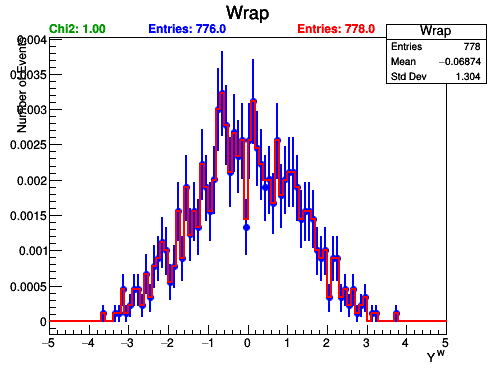 Wrap
Chi2: 1.00
Entries: 776.0
Entries: 778.0
Wrap
Entries 778
Mean −0.06874
Std Dev 1.304
Number of Events
0.004
0.0035
0.003
0.0025
0.002
0.0015
0.001
0.0005
0
−5 −4 −3 −2 −1 0 1 2 3 4 5
Y^W